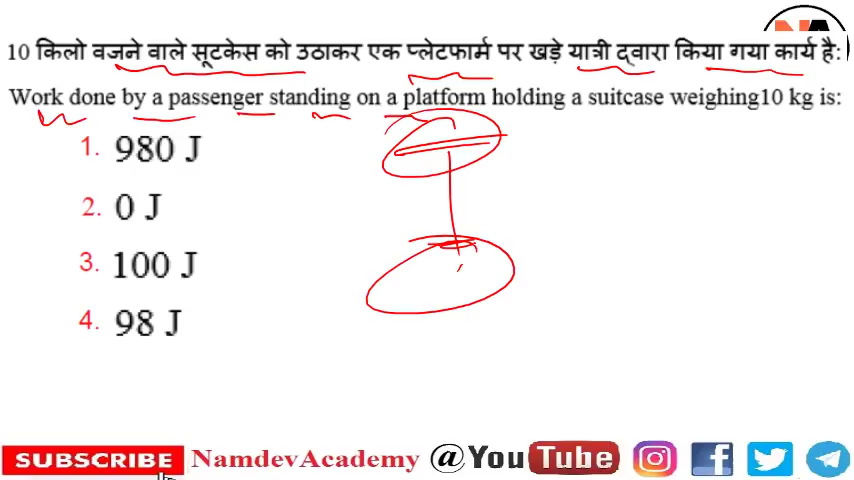 10 किलो वजने वाले सूटकेस को उठाकर एक प्लेटफार्म पर खड़े यात्री द्वारा किया गया कार्य है:
Work done by a passenger standing on a platform holding a suitcase weighing10 kg is:
1. 980 J
2. 0 J
3. 100 J
4. 98 J
SUBSCRIBE NamdevAcademy @YouTube